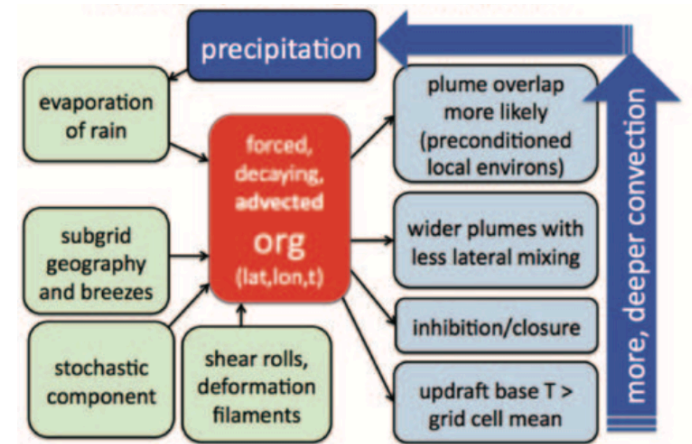 precipitation
evaporation
of rain
subgrid
geography
and breezes
stochastic
component
shear rolls,
deformation
filaments
forced,
decaying,
advected
org
(lat,lon,t)
plume overlap
more likely
(preconditioned
local environs)
wider plumes with
less lateral mixing
inhibition/closure
updraft base T >
grid cell mean
more, deeper convection